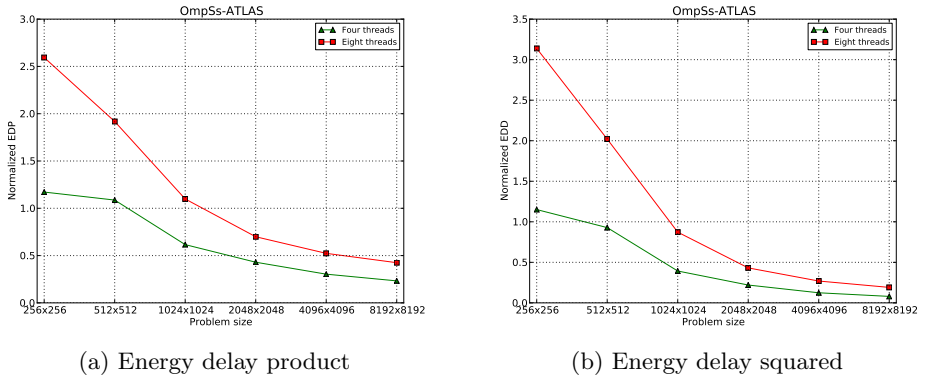 OmpSs-ATLAS
Four threads
Eight threads
Normalized EDP
3.0
2.5
2.0
1.5
1.0
0.5
0.0
256x256 512x512 1024x1024 2048x2048 4096x4096 8192x8192
Problem size
(a) Energy delay product
OmpSs-ATLAS
Four threads
Eight threads
Normalized EDD
3.5
3.0
2.5
2.0
1.5
1.0
0.5
0.0
256x256 512x512 1024x1024 2048x2048 4096x4096 8192x8192
Problem size
(b) Energy delay squared